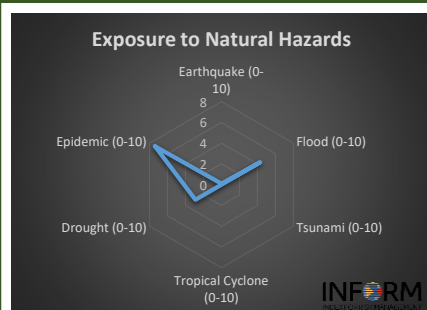 Exposure to Natural Hazards
Earthquake (0-
10)
8
6
4
2
0
Epidemic (0-10)
Flood (0-10)
Drought (0-10)
Tsunami (0-10)
Tropical Cyclone
(0-10)
INFORM